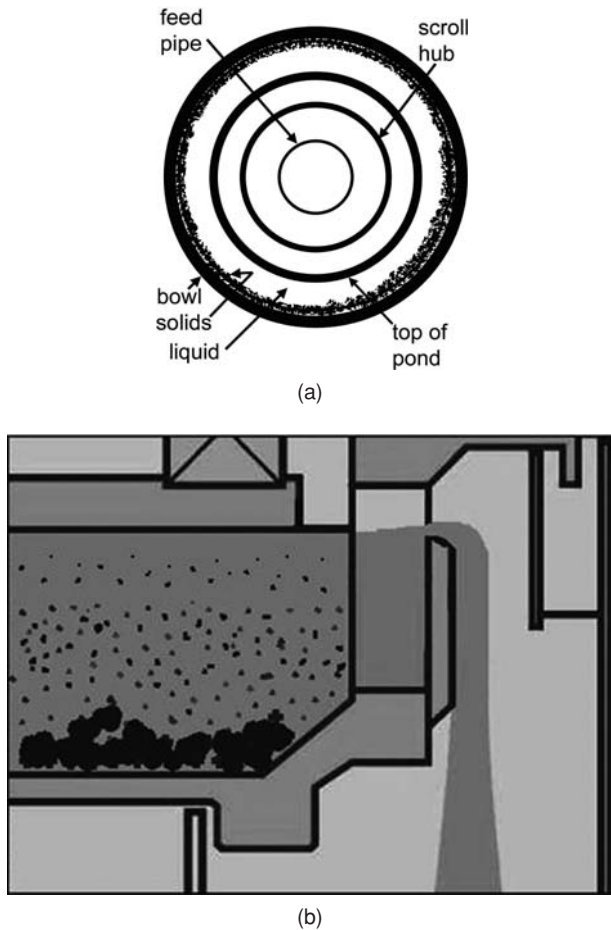 feed
pipe
scroll
hub
bowl
solids
liquid
top of
pond
(a)
(b)